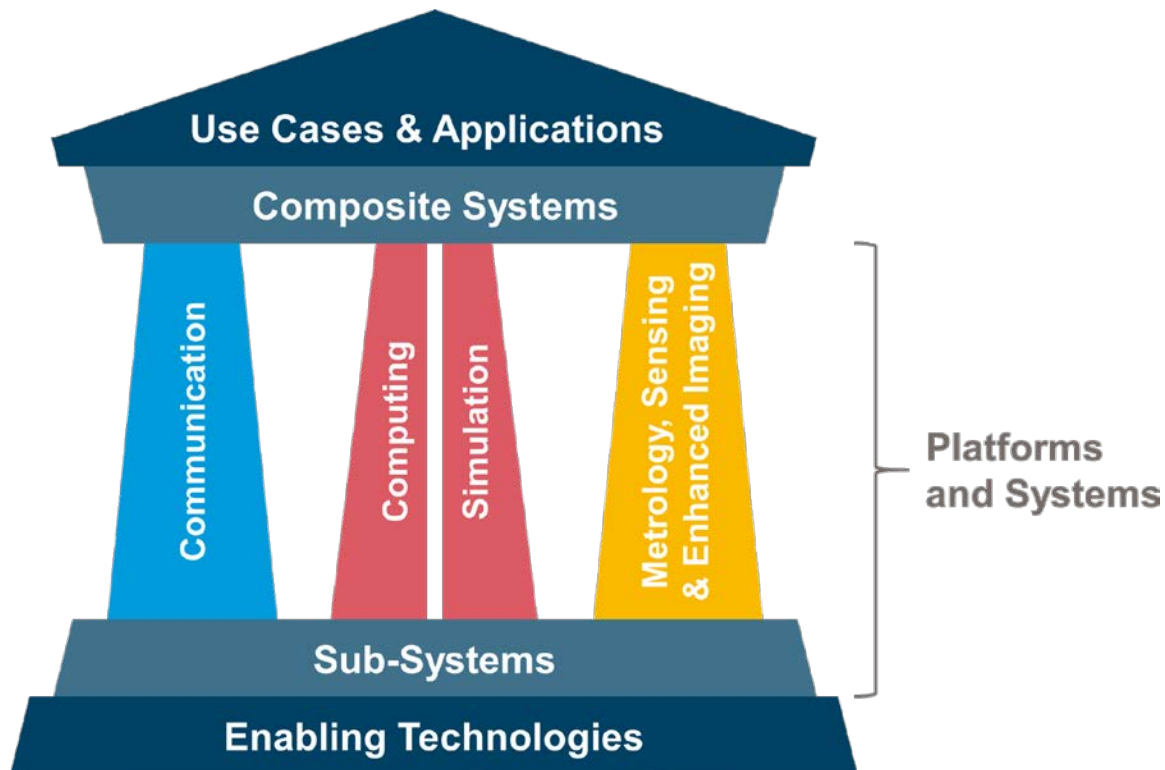 Use Cases & Applications
Composite Systems
Communication
Computing
Simulation
Metrology, Sensing
& Enhanced Imaging
Platforms
and Systems
Sub-Systems
Enabling Technologies